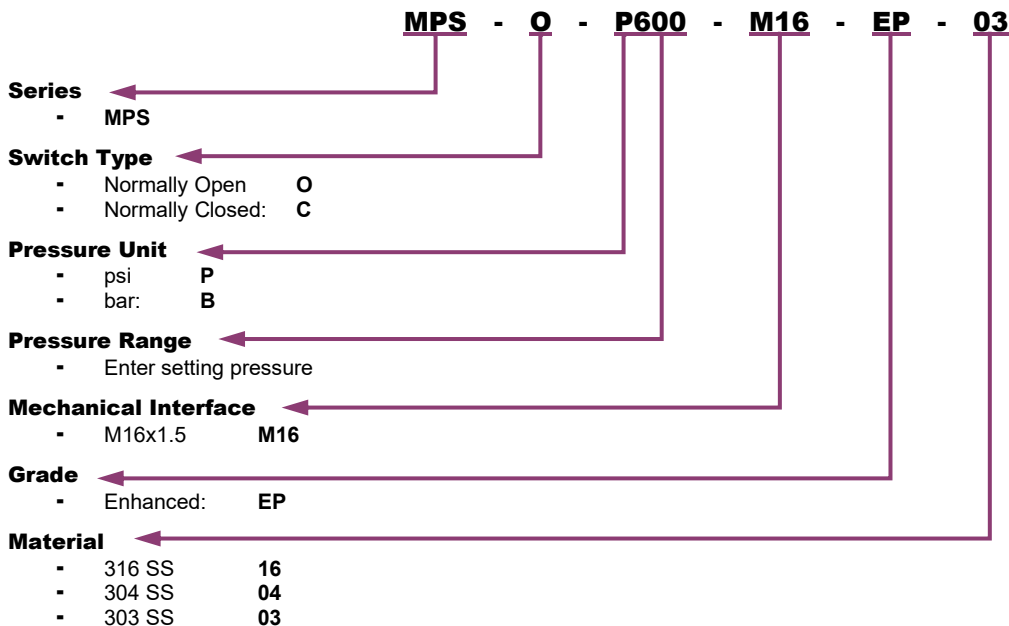 MPS - O - P600 - M16 - EP - 03
Series
- MPS
Switch Type
- Normally Open O
- Normally Closed: C
Pressure Unit
- psi P
- bar: B
Pressure Range
- Enter setting pressure
Mechanical Interface
- M16x1.5 M16
Grade
- Enhanced: EP
Material
- 316 SS 16
- 304 SS 04
- 303 SS 03